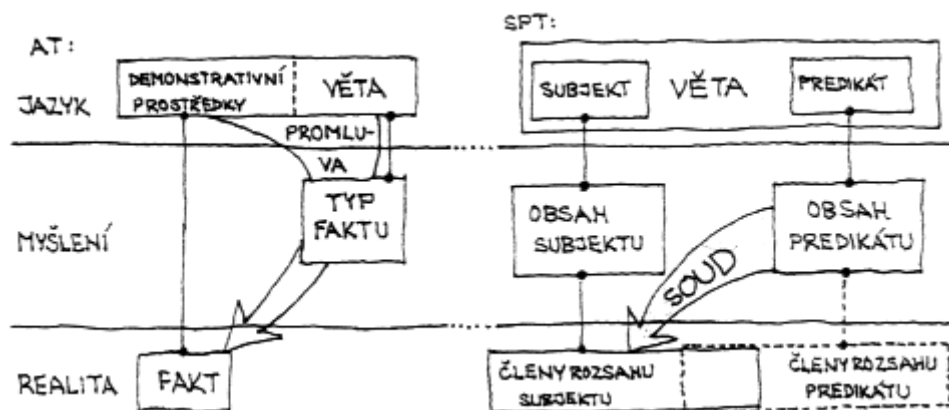 AT:
SPT:
JAZYK
DEMONSTRATIVNÍ
PROSTŘEDKY
VĚTA
SUBJEKT
VĚTA
PREDIKÁT
PROMLU-
VA
MYŠLENÍ
TYP
FAKTU
OBSAH
SUBJEKTU
SOUD
OBSAH
PREDIKÁTU
REALITA
FAKT
ČLENY ROZSAHU
SUBJEKTU
ČLENY ROZSAHU
PREDIKÁTU